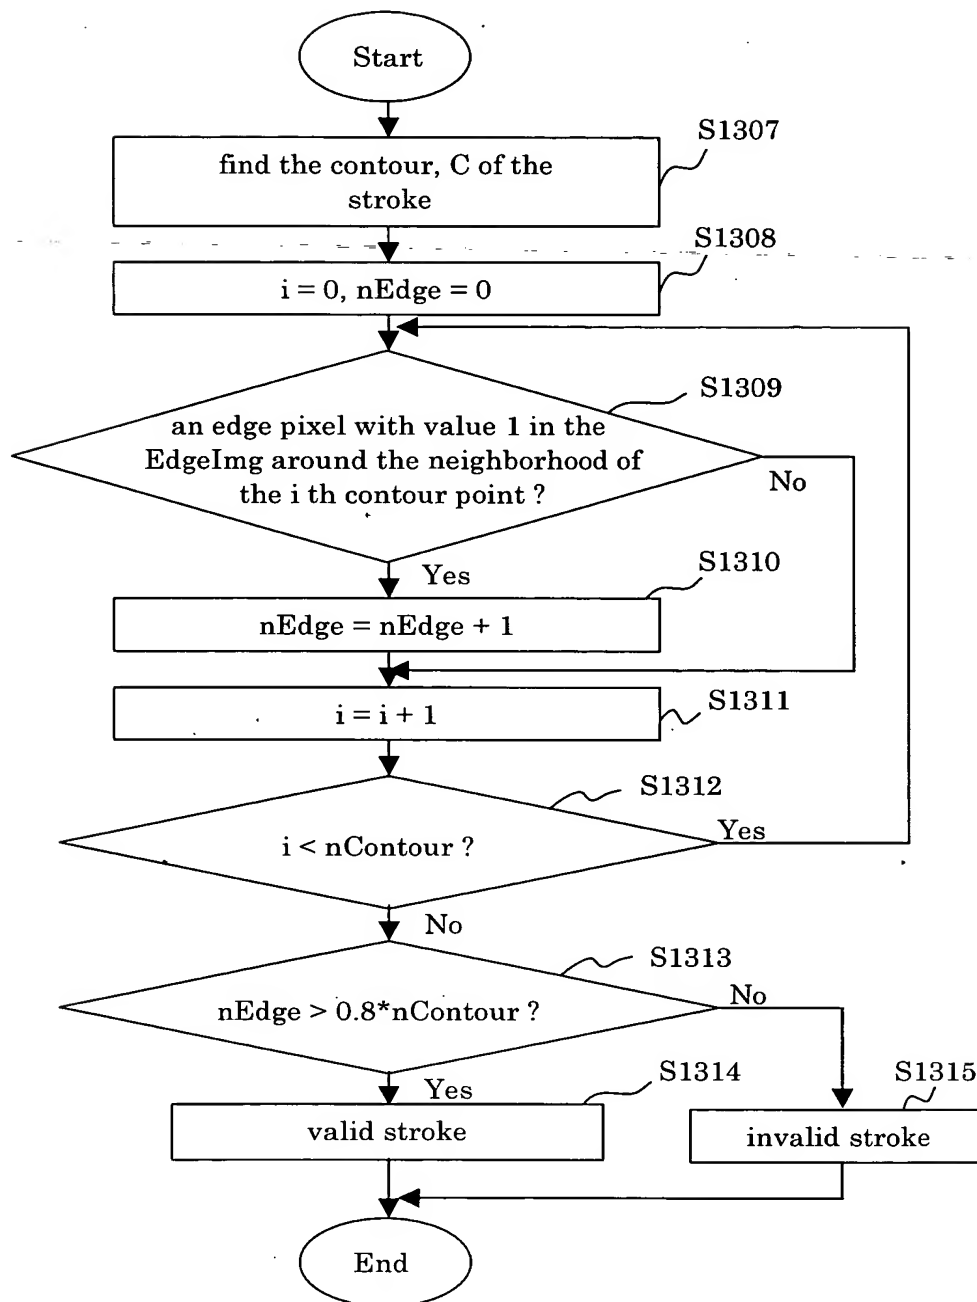 Start
S1307
find the contour, C of the
stroke
S1308
i = 0, nEdge = 0
S1309
an edge pixel with value 1 in the
EdgeImg around the neighborhood of
the i th contour point ?
No
Yes
S1310
nEdge = nEdge + 1
S1311
i = i + 1
S1312
i < nContour ?
Yes
No
S1313
nEdge > 0.8*nContour ?
No
Yes
S1314
S1315
valid stroke
invalid stroke
End